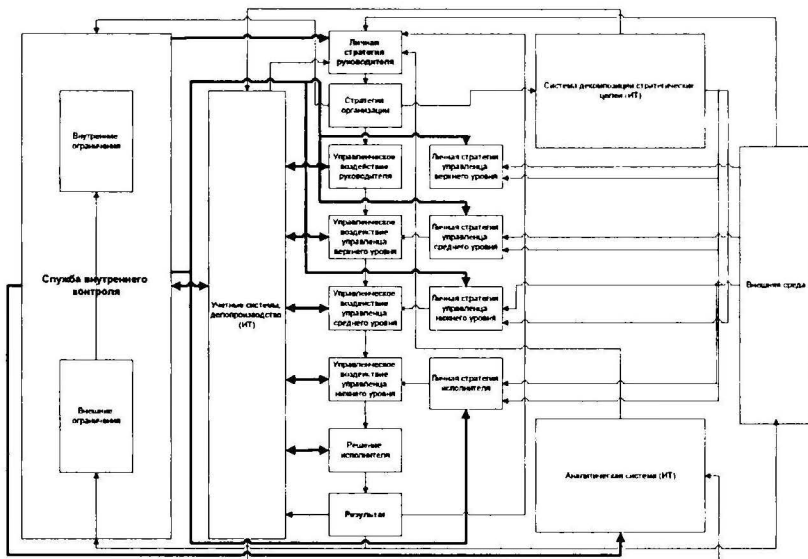 Личная
стратегия
руководителя
Система декомпозиции стратегических
целей (ИТ)
Стратегия
организации
Внутренние
ограничения
Управленческое
воздействие
руководителя
Личная стратегия
управленца
верхнего уровня
Управленческое
воздействие
управленца
верхнего уровня
Личная стратегия
управленца
среднего уровня
Служба внутреннего
контроля
Учетные системы,
делопроизводство
(ИТ)
Управленческое
воздействие
управленца
среднего уровня
Личная стратегия
управленца
нижнего уровня
Внешняя среда
Внешние
ограничения
Управленческое
воздействие
управленца
нижнего уровня
Личная стратегия
исполнителя
Решение
исполнителя
Аналитическая система (ИТ)
Результат